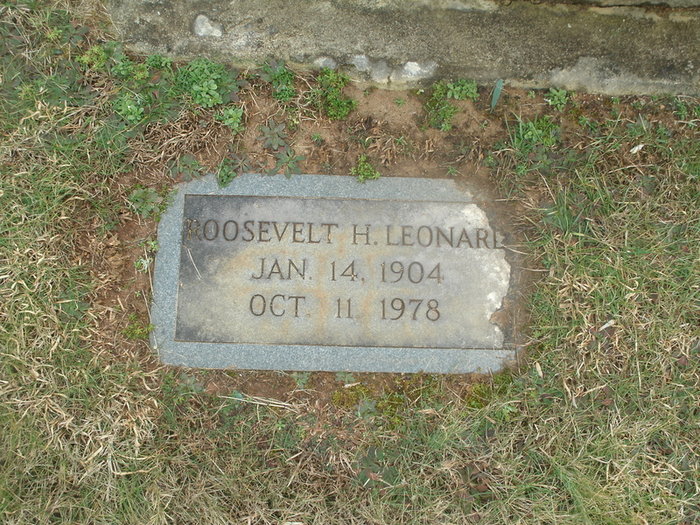 ROOSEVELT H. LEONARD
JAN. 14, 1904
OCT. 11, 1978